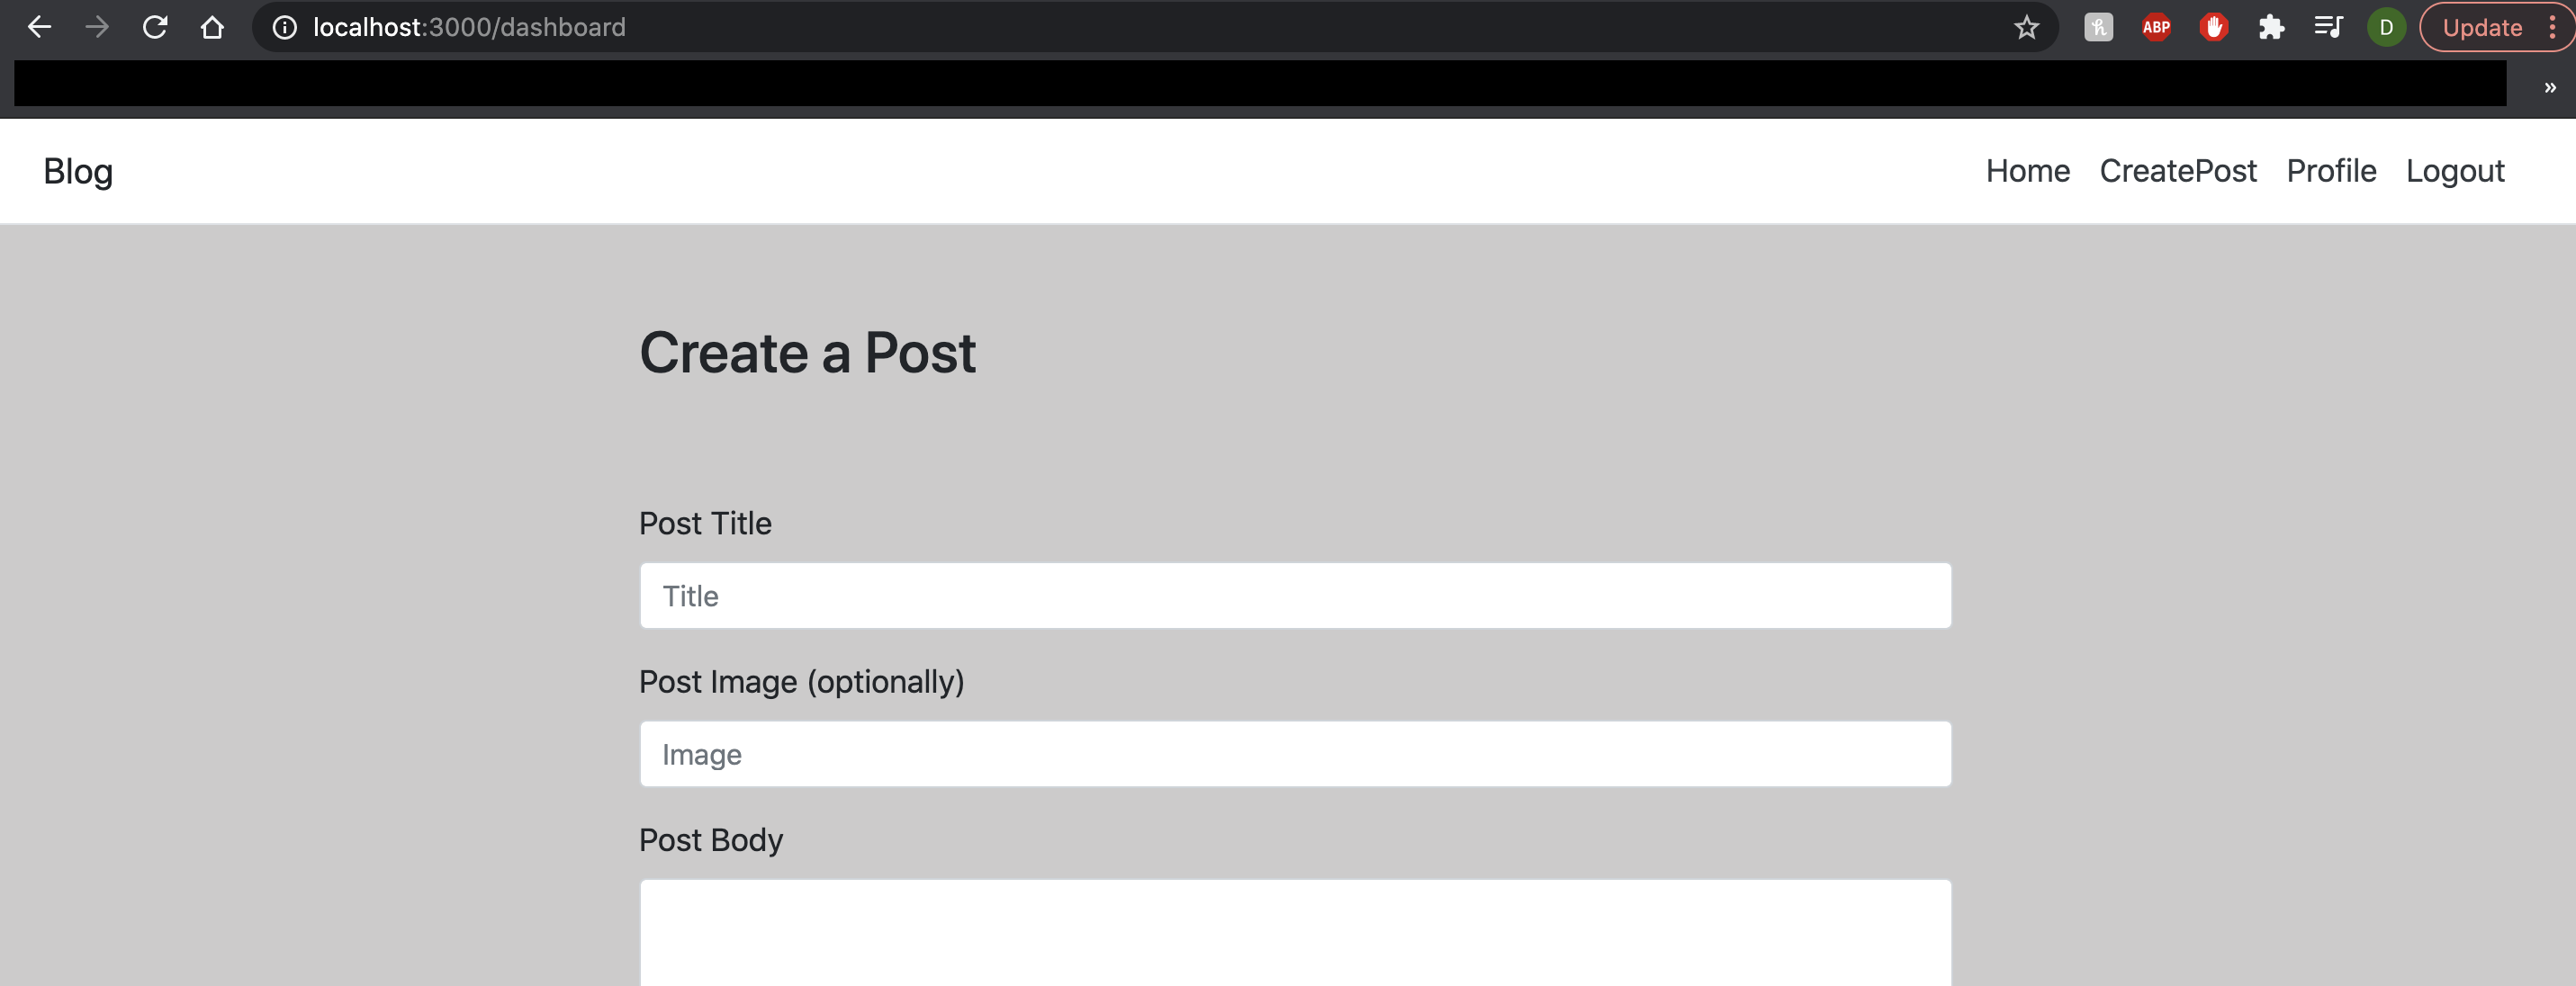 localhost:3000/dashboard
ABP
D
Update
»
Blog
Home CreatePost Profile Logout
Create a Post
Post Title
Title
Post Image (optionally)
Image
Post Body